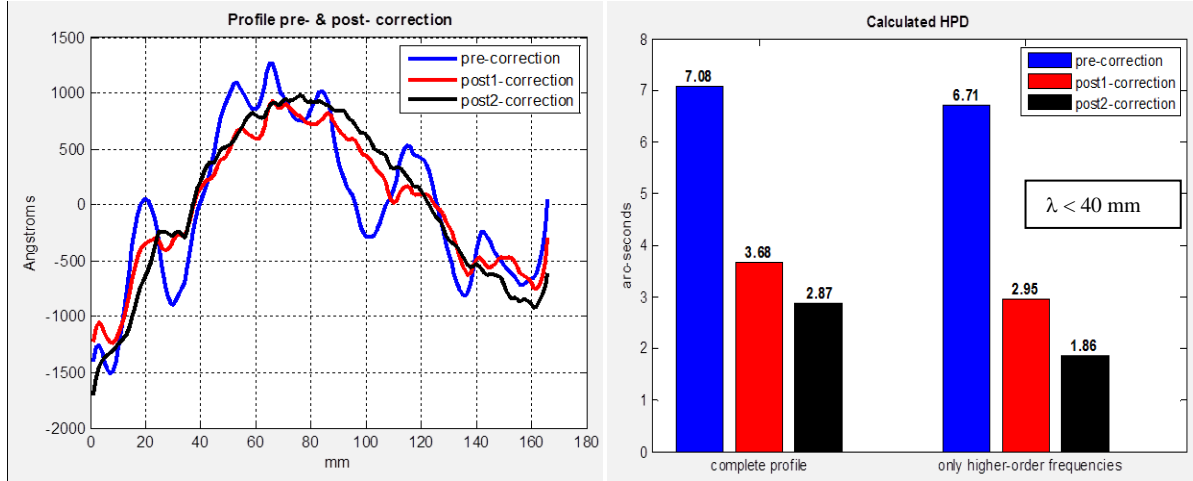 Profile pre- & post- correction
1500
1000
500
0
-500
-1000
-1500
-2000
Angstroms
0 20 40 60 80 100 120 140 160 180
mm
pre-correction
post1-correction
post2-correction
Calculated HPD
8
7
6
5
4
3
2
1
0
arc-seconds
7.08
3.68
2.87
6.71
2.95
1.86
complete profile
only higher-order frequencies
pre-correction
post1-correction
post2-correction
λ < 40 mm